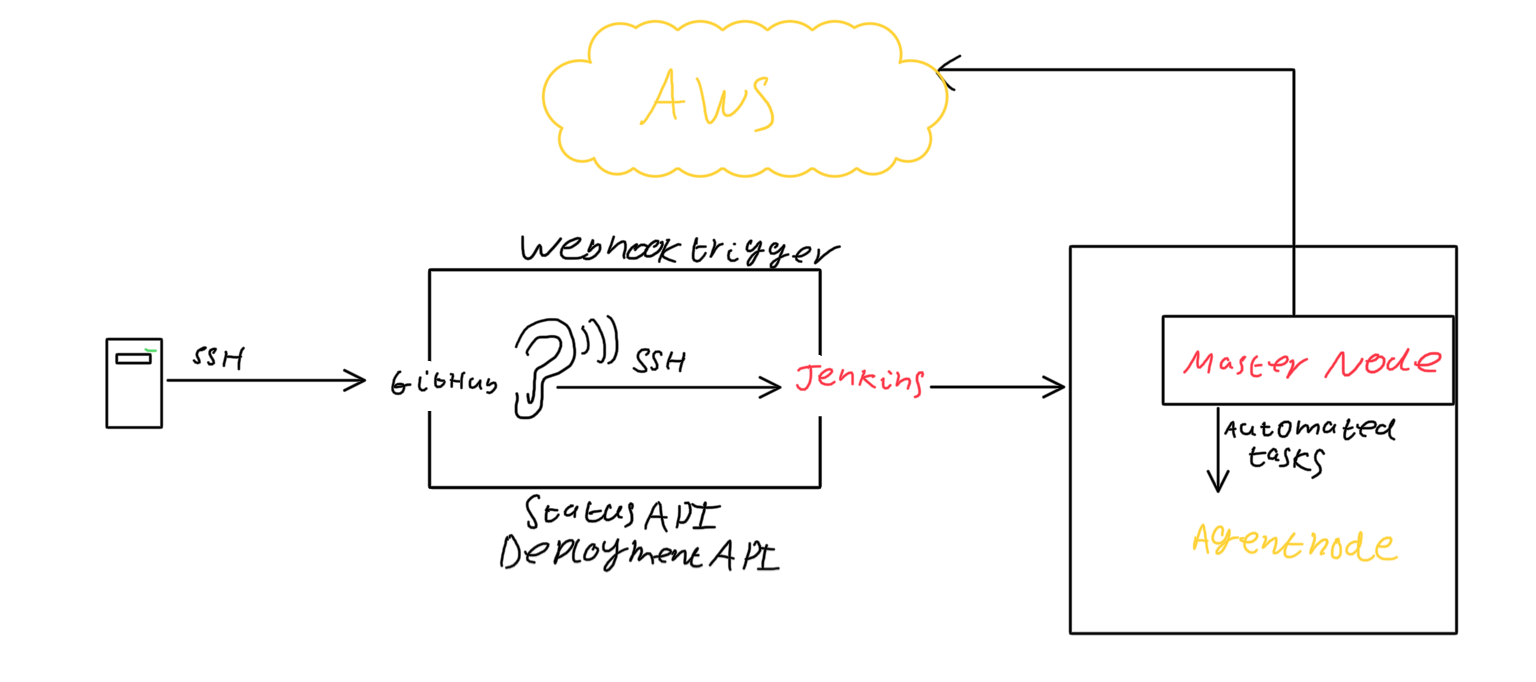 AWS
Webhook trigger
SSH
GitHub
SSH
Jenkins
Status API
Deployment API
Master Node
Automated
tasks
Agent node